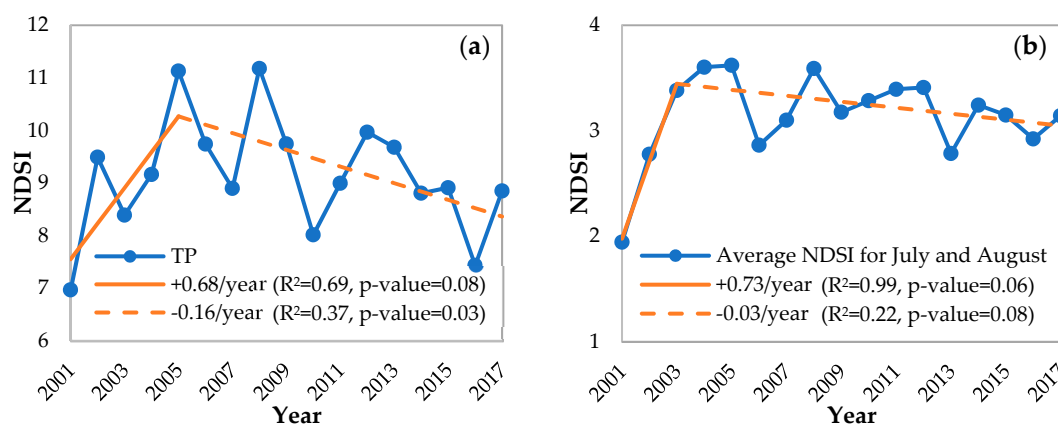 (a)
12
11
10
9
8
7
6
NDSI
TP
+0.68/year (R²=0.69, p-value=0.08)
-0.16/year (R²=0.37, p-value=0.03)
2001
2003
2005
2007
2009
2011
2013
2015
2017
Year
(b)
4
3
2
1
NDSI
Average NDSI for July and August
+0.73/year (R²=0.99, p-value=0.06)
-0.03/year (R²=0.22, p-value=0.08)
2001
2003
2005
2007
2009
2011
2013
2015
2017
Year